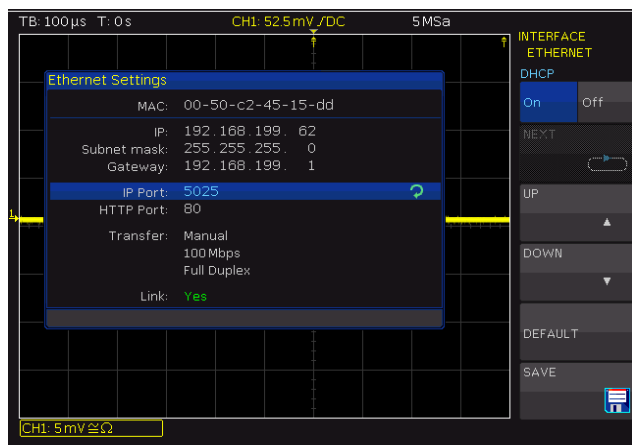 TB: 100 µs T: 0 s CH1: 52.5 mV / DC 5 MSa
INTERFACE
ETHERNET
DHCP
On Off
NEXT
UP
DOWN
DEFAULT
SAVE
Ethernet Settings
MAC: 00-50-c2-45-15-dd
IP: 192.168.199. 62
Subnet mask: 255.255.255. 0
Gateway: 192.168.199. 1
IP Port: 5025
HTTP Port: 80
Transfer: Manual
100 Mbps
Full Duplex
Link: Yes
1
CH1: 5 mV ≅ Ω